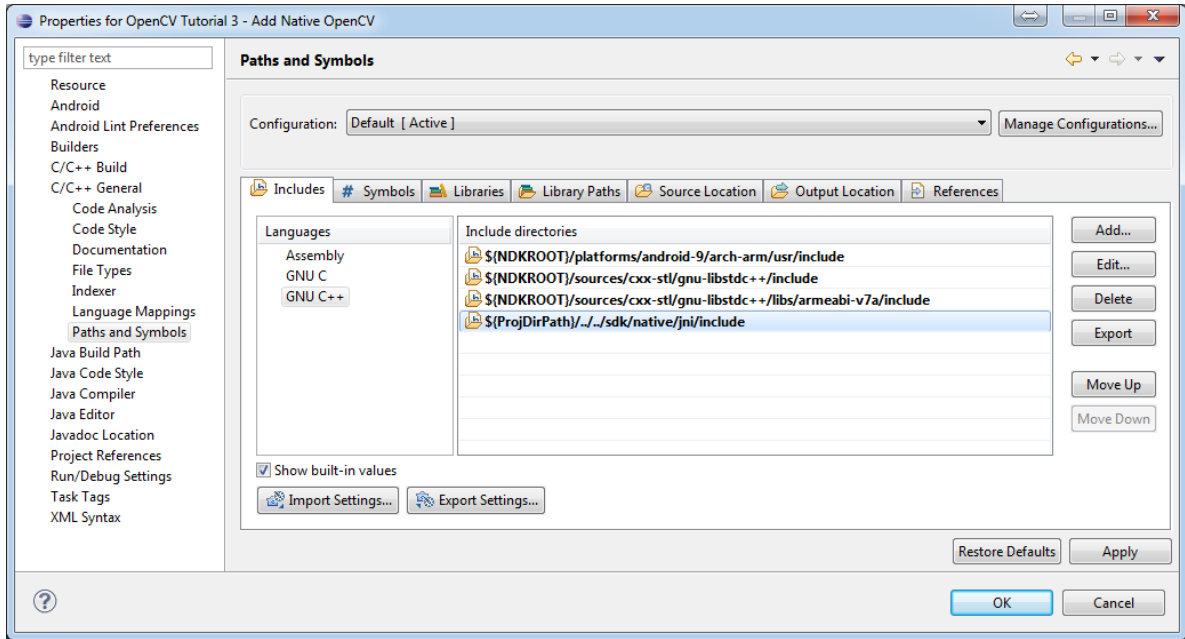 Properties for OpenCV Tutorial 3 - Add Native OpenCV
type filter text
Resource
Android
Android Lint Preferences
Builders
C/C++ Build
C/C++ General
Code Analysis
Code Style
Documentation
File Types
Indexer
Language Mappings
Paths and Symbols
Java Build Path
Java Code Style
Java Compiler
Java Editor
Javadoc Location
Project References
Run/Debug Settings
Task Tags
XML Syntax
Paths and Symbols
Configuration: Default [ Active ] Manage Configurations...
Includes # Symbols Libraries Library Paths Source Location Output Location References
Languages
Assembly
GNU C
GNU C++
Include directories
${NDKROOT}/platforms/android-9/arch-arm/usr/include
${NDKROOT}/sources/cxx-stl/gnu-libstdc++/include
${NDKROOT}/sources/cxx-stl/gnu-libstdc++/libs/armeabi-v7a/include
${ProjDirPath}/../../sdk/native/jni/include
Add...
Edit...
Delete
Export
Move Up
Move Down
Show built-in values
Import Settings... Export Settings...
Restore Defaults Apply
? OK Cancel